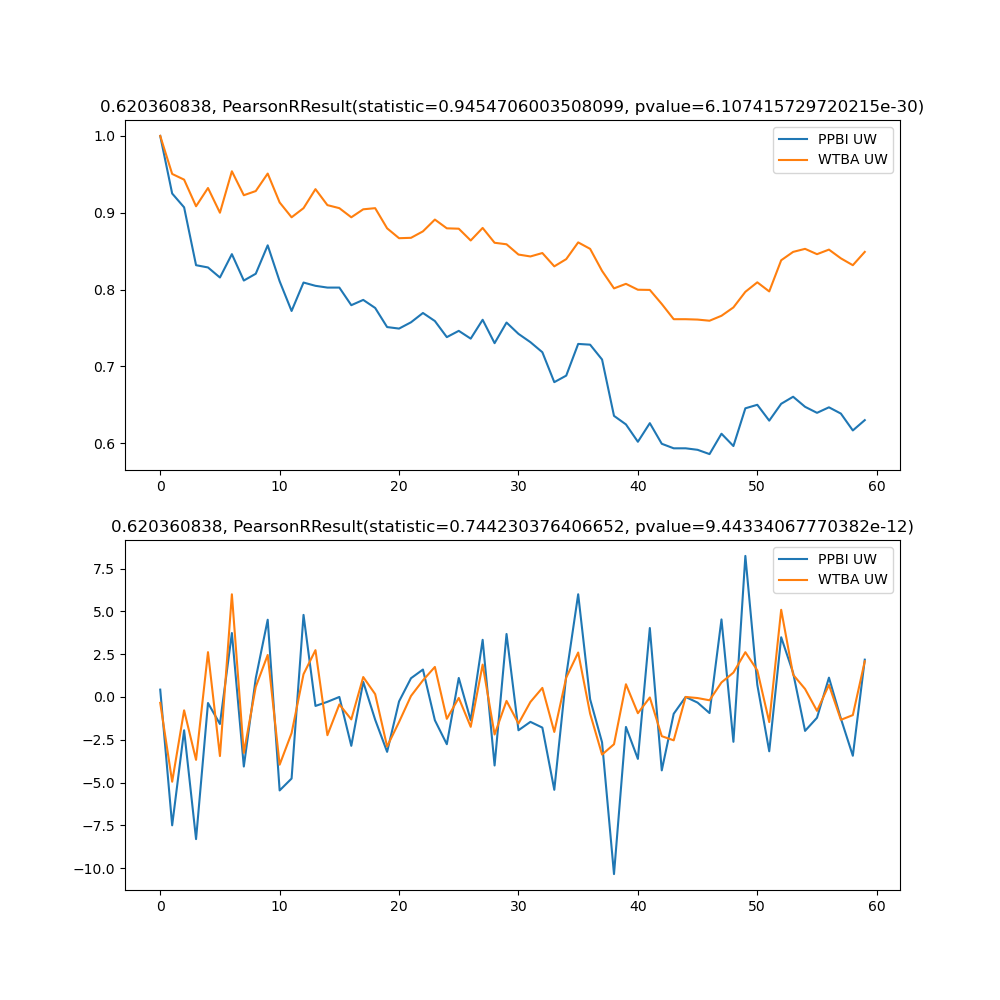 0.620360838, PearsonRResult(statistic=0.9454706003508099, pvalue=6.107415729720215e-30)
PPBI UW
WTBA UW
1.0
0.9
0.8
0.7
0.6
0 10 20 30 40 50 60
0.620360838, PearsonRResult(statistic=0.744230376406652, pvalue=9.44334067770382e-12)
PPBI UW
WTBA UW
7.5
5.0
2.5
0.0
−2.5
−5.0
−7.5
−10.0
0 10 20 30 40 50 60